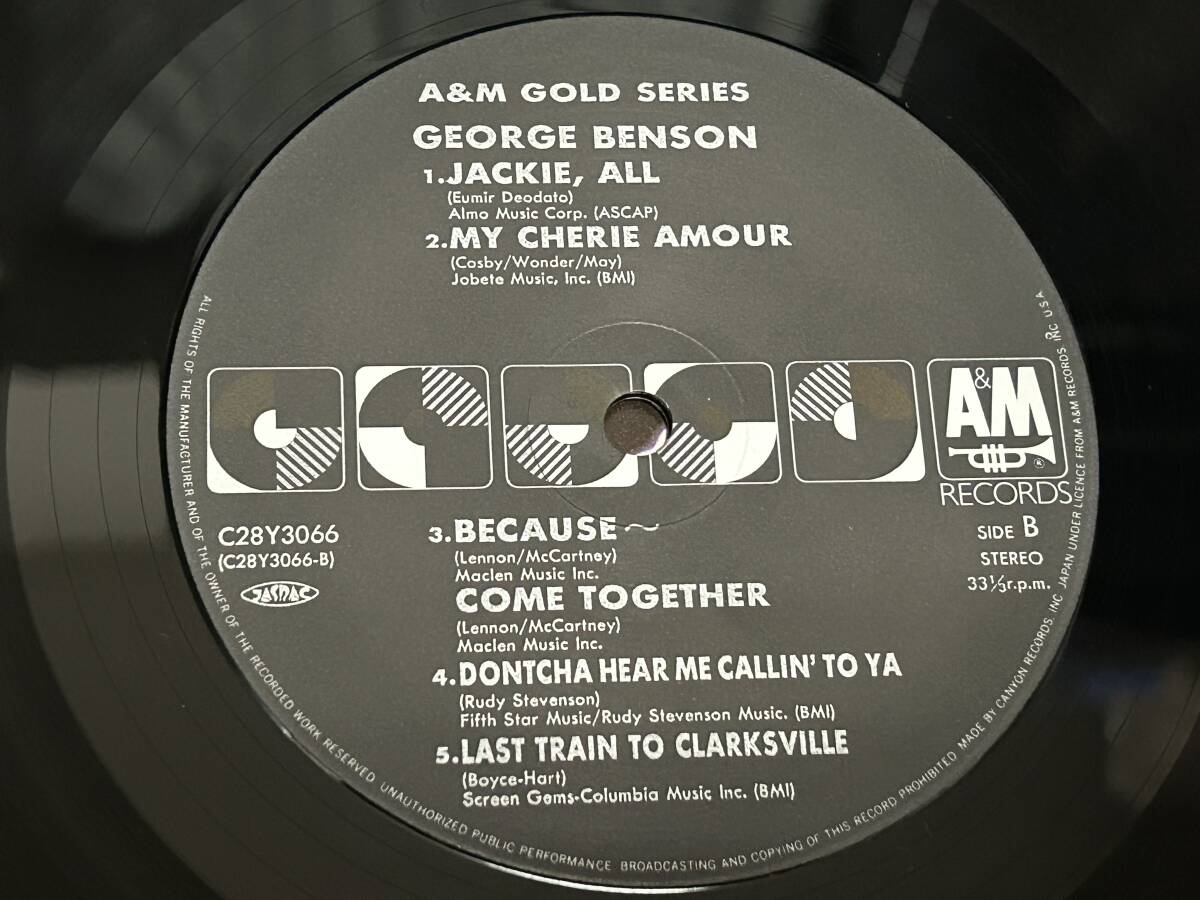 A&M GOLD SERIES
GEORGE BENSON
1.JACKIE, ALL
(Eumir Deodato)
Almo Music Corp. (ASCAP)
2.MY CHERIE AMOUR
(Cosby/Wonder/May)
Jobete Music, Inc. (BMI)
A&M
®
RECORDS
C28Y3066
(C28Y3066-B)
JASRAC
SIDE B
STEREO
33⅓r.p.m.
3.BECAUSE~
(Lennon/McCartney)
Maclen Music Inc.
COME TOGETHER
(Lennon/McCartney)
Maclen Music Inc.
4.DONTCHA HEAR ME CALLIN' TO YA
(Rudy Stevenson)
Fifth Star Music/Rudy Stevenson Music. (BMI)
5.LAST TRAIN TO CLARKSVILLE
(Boyce-Hart)
Screen Gems-Columbia Music Inc. (BMI)
ALL RIGHTS OF THE MANUFACTURER AND OF THE OWNER OF THE RECORDED WORK RESERVED UNAUTHORIZED PUBLIC PERFORMANCE BROADCASTING AND COPYING OF THIS RECORD PROHIBITED MADE BY CANYON RECORDS, INC JAPAN UNDER LICENCE FROM A&M RECORDS INC USA